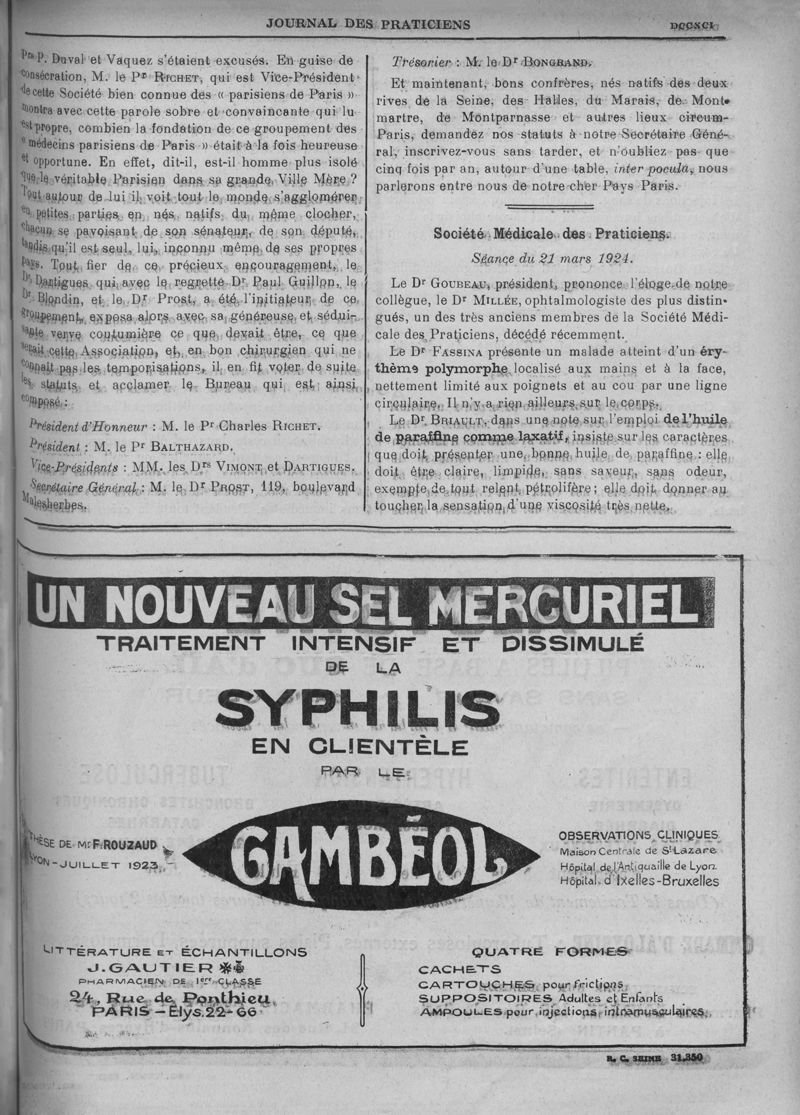 JOURNAL DES PRATICIENS
DCCXCI
Prs P. Duval et Vaquez s'étaient excusés. En guise de
consécration, M. le Pr RICHET, qui est Vice-Président
de cette Société bien connue des « parisiens de Paris »
montra avec cette parole sobre et convaincante qui lui
est propre, combien la fondation de ce groupement des
« médecins parisiens de Paris » était à la fois heureuse
et opportune. En effet, dit-il, est-il homme plus isolé
que le véritable Parisien dans sa grande Ville Mère ?
Tout autour de lui il voit tout le monde s'agglomérer
en petites parties en nés natifs du même clocher,
chacun se pavoisant de son sénateur, de son député,
tandis qu'il est seul, lui, inconnu même de ses propres
pays. Tout fier de ce précieux encouragement, le
Dr Dartigues qui avec le regretté Dr Paul Guillon, le
Dr Blondin, et le Dr Prost, a été l'initiateur de ce
groupement, exposa alors avec sa généreuse et sédui-
sante verve coutumière ce que devait être, ce que
serait cette Association, et, en bon chirurgien qui ne
connaît pas les temporisations, il en fit voter de suite
les statuts et acclamer le Bureau qui est ainsi
composé :
Président d'Honneur : M. le Pr Charles RICHET.
Président : M. le Pr BALTHAZARD.
Vice-Présidents : MM. les Drs VIMONT et DARTIGUES.
Secrétaire Général : M. le Dr PROST, 119, boulevard
Malesherbes.
Trésorier : M. le Dr BONGRAND.
Et maintenant, bons confrères, nés natifs des deux
rives de la Seine, des Halles, du Marais, de Mont-
martre, de Montparnasse et autres lieux circum-
Paris, demandez nos statuts à notre Secrétaire Géné-
ral, inscrivez-vous sans tarder, et n'oubliez pas que
cinq fois par an, autour d'une table, inter pocula, nous
parlerons entre nous de notre cher Pays Paris.
Société Médicale des Praticiens.
Séance du 21 mars 1924.
Le Dr GOUBEAU, président, prononce l'éloge de notre
collègue, le Dr MILLÉE, ophtalmologiste des plus distin-
gués, un des très anciens membres de la Société Médi-
cale des Praticiens, décédé récemment.
Le Dr FASSINA présente un malade atteint d'un éry-
thème polymorphe localisé aux mains et à la face,
nettement limité aux poignets et au cou par une ligne
circulaire. Il n'y a rien ailleurs sur le corps.
Le Dr BRIAULT, dans une note sur l'emploi de l'huile
de paraffine comme laxatif, insiste sur les caractères
que doit présenter une bonne huile de paraffine : elle
doit être claire, limpide, sans saveur, sans odeur,
exempte de tout relent pétrolifère ; elle doit donner au
toucher la sensation d'une viscosité très nette.
UN NOUVEAU SEL MERCURIEL
TRAITEMENT INTENSIF ET DISSIMULÉ
DE LA
SYPHILIS
EN CLIENTÈLE
PAR LE
THÈSE DE Mr F. ROUZAUD
LYON - JUILLET 1923
GAMBÉOL
OBSERVATIONS CLINIQUES
Maison Centrale de St Lazare
Hôpital de l'Antiquaille de Lyon
Hôpital d'Ixelles-Bruxelles
LITTÉRATURE ET ÉCHANTILLONS
J. GAUTIER
PHARMACIEN DE 1ère CLASSE
24, Rue de Ponthieu
PARIS - Élys. 22-66
QUATRE FORMES
CACHETS
CARTOUCHES pour frictions
SUPPOSITOIRES Adultes et Enfants
AMPOULES pour injections intramusculaires.
R. C. SEINE 31.350